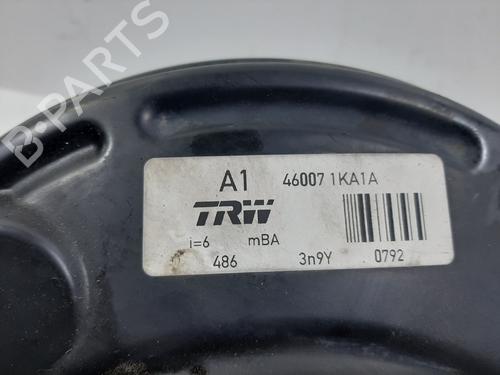 B-Parts
A1 46007 1KA1A
TRW
i=6 mBA
486 3n9Y 0792